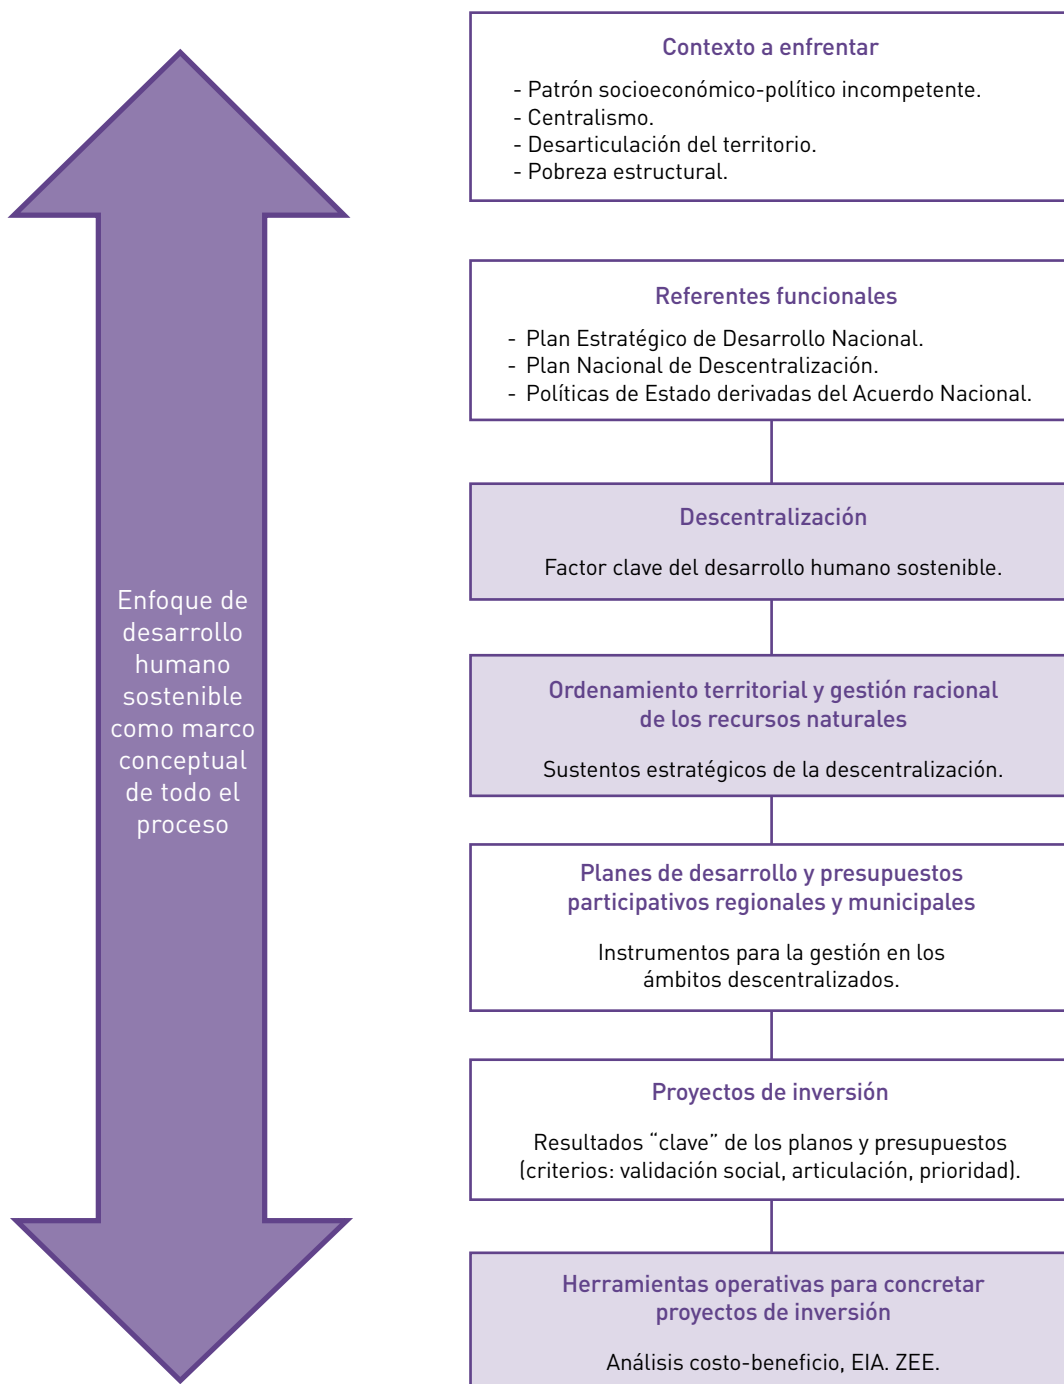 Contexto a enfrentar
- Patrón socioeconómico-político incompetente.
- Centralismo.
- Desarticulación del territorio.
- Pobreza estructural.
Referentes funcionales
- Plan Estratégico de Desarrollo Nacional.
- Plan Nacional de Descentralización.
- Políticas de Estado derivadas del Acuerdo Nacional.
Descentralización
Factor clave del desarrollo humano sostenible.
Enfoque de
desarrollo
humano
sostenible
como marco
conceptual
de todo el
proceso
Ordenamiento territorial y gestión racional
de los recursos naturales
Sustentos estratégicos de la descentralización.
Planes de desarrollo y presupuestos
participativos regionales y municipales
Instrumentos para la gestión en los
ámbitos descentralizados.
Proyectos de inversión
Resultados “clave” de los planos y presupuestos
(criterios: validación social, articulación, prioridad).
Herramientas operativas para concretar
proyectos de inversión
Análisis costo-beneficio, EIA. ZEE.